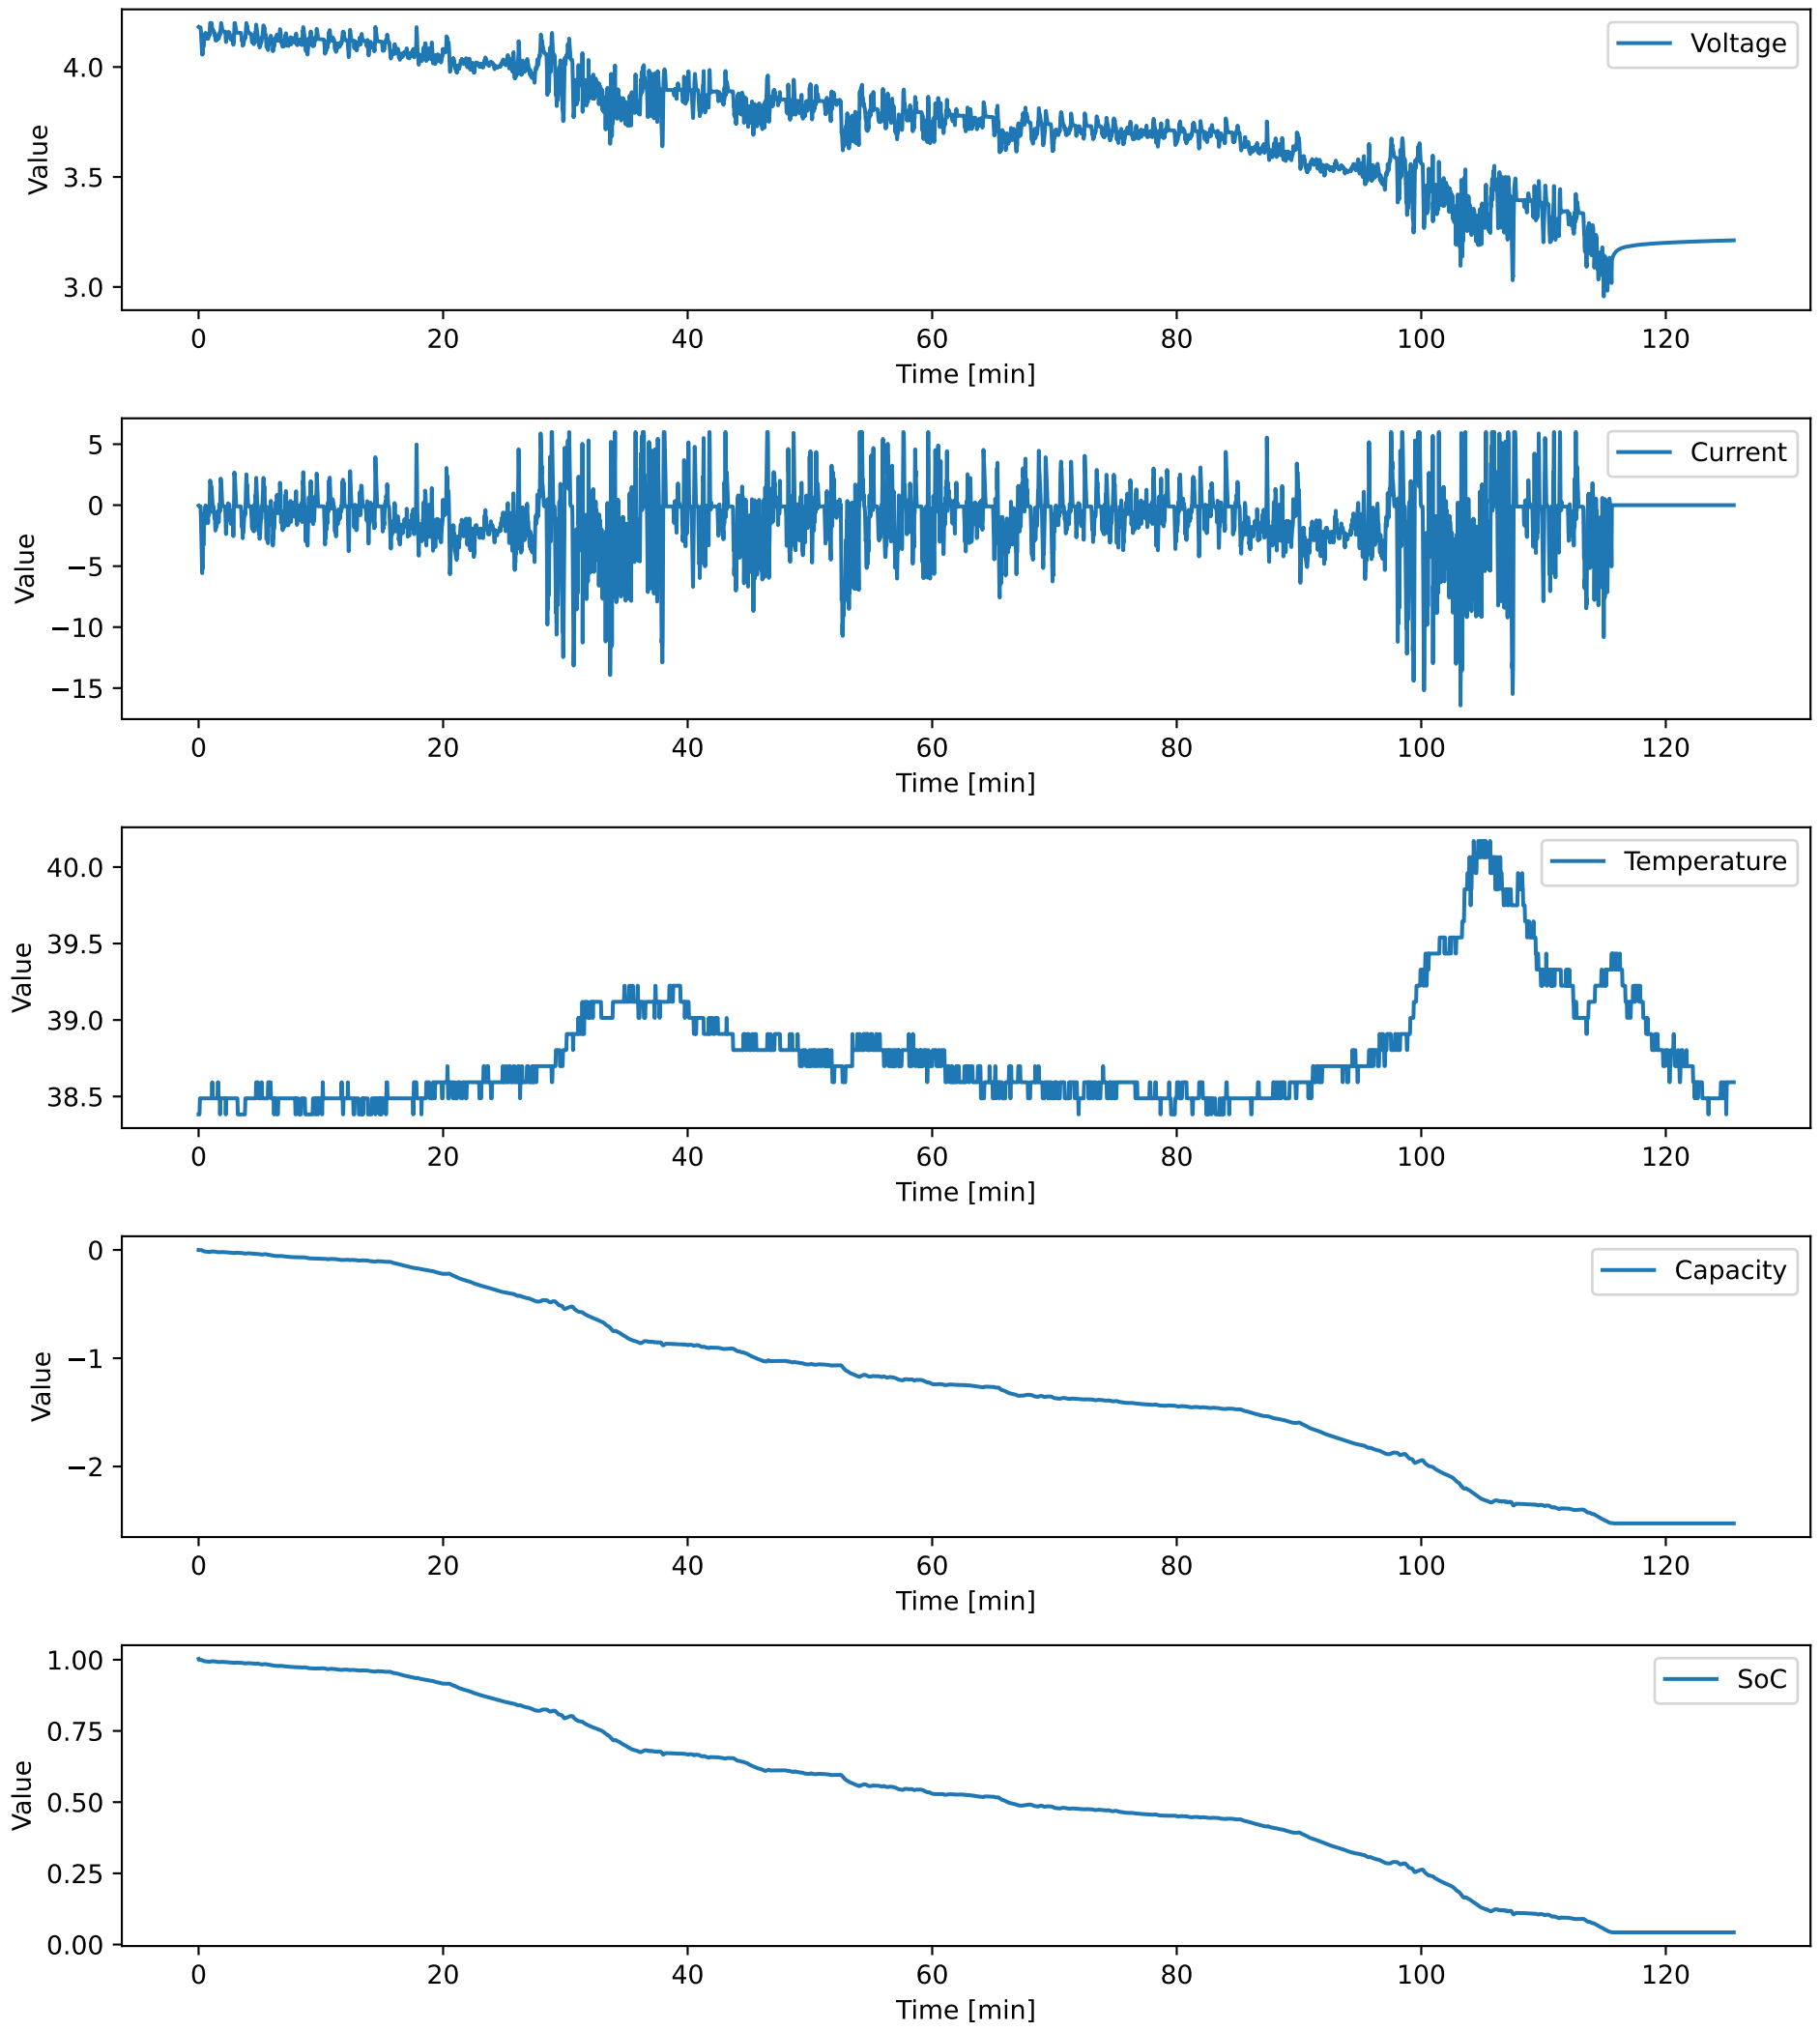 Voltage
4.0
3.5
3.0
Value
0 20 40 60 80 100 120
Time [min]
Current
5
0
−5
−10
−15
Value
0 20 40 60 80 100 120
Time [min]
Temperature
40.0
39.5
39.0
38.5
Value
0 20 40 60 80 100 120
Time [min]
Capacity
0
−1
−2
Value
0 20 40 60 80 100 120
Time [min]
SoC
1.00
0.75
0.50
0.25
0.00
Value
0 20 40 60 80 100 120
Time [min]